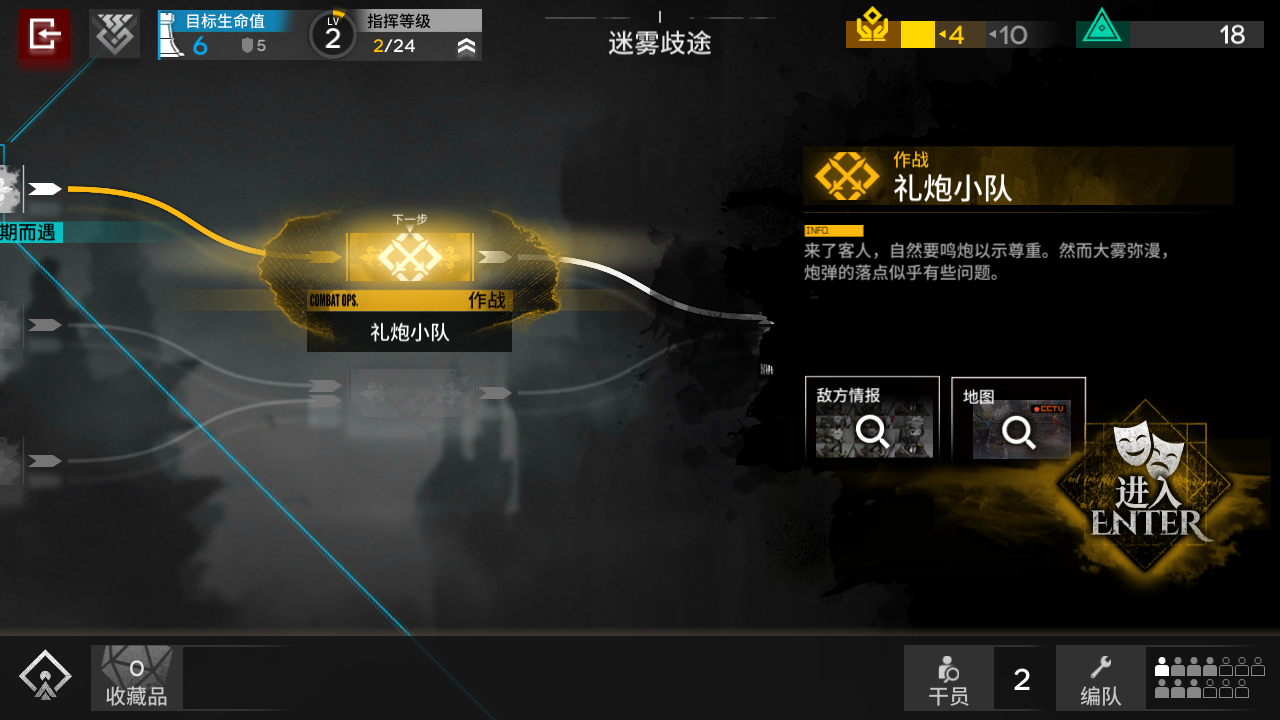 目标生命值
6
5
LV
2
指挥等级
2/24
迷雾歧途
4
10
18
期而遇
下一步
COMBAT OPS.
作战
礼炮小队
作战
礼炮小队
INFO.
来了客人，自然要鸣炮以示尊重。然而大雾弥漫，
炮弹的落点似乎有些问题。
敌方情报
地图
CCTV
进入
ENTER
0
收藏品
干员
2
编队